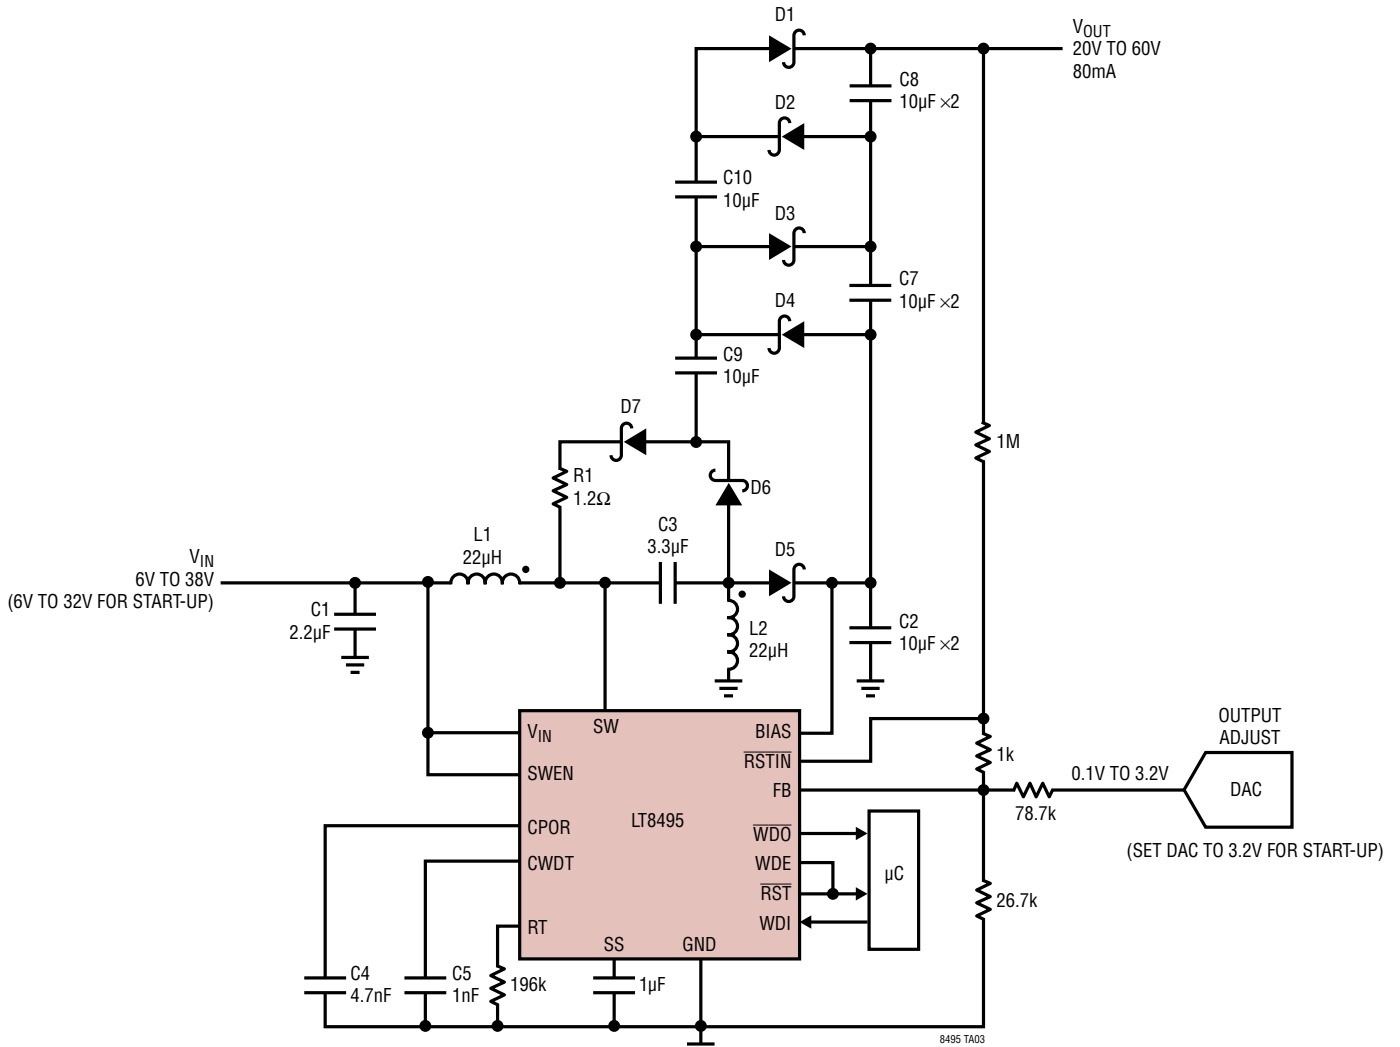 D1
V_OUT
20V TO 60V
80mA
C8
10µF ×2
D2
C10
10µF
D3
C7
10µF ×2
D4
C9
10µF
D7
1M
R1
1.2Ω
D6
C3
3.3µF
L1
22µH
D5
V_IN
6V TO 38V
(6V TO 32V FOR START-UP)
C1
2.2µF
L2
22µH
C2
10µF ×2
V_IN
SW
BIAS
RSTIN
SWEN
FB
1k
OUTPUT
ADJUST
0.1V TO 3.2V
DAC
78.7k
(SET DAC TO 3.2V FOR START-UP)
CPOR
LT8495
WDO
CWDT
WDE
µC
RST
26.7k
RT
WDI
SS
GND
C4
4.7nF
C5
1nF
196k
1µF
8495 TA03